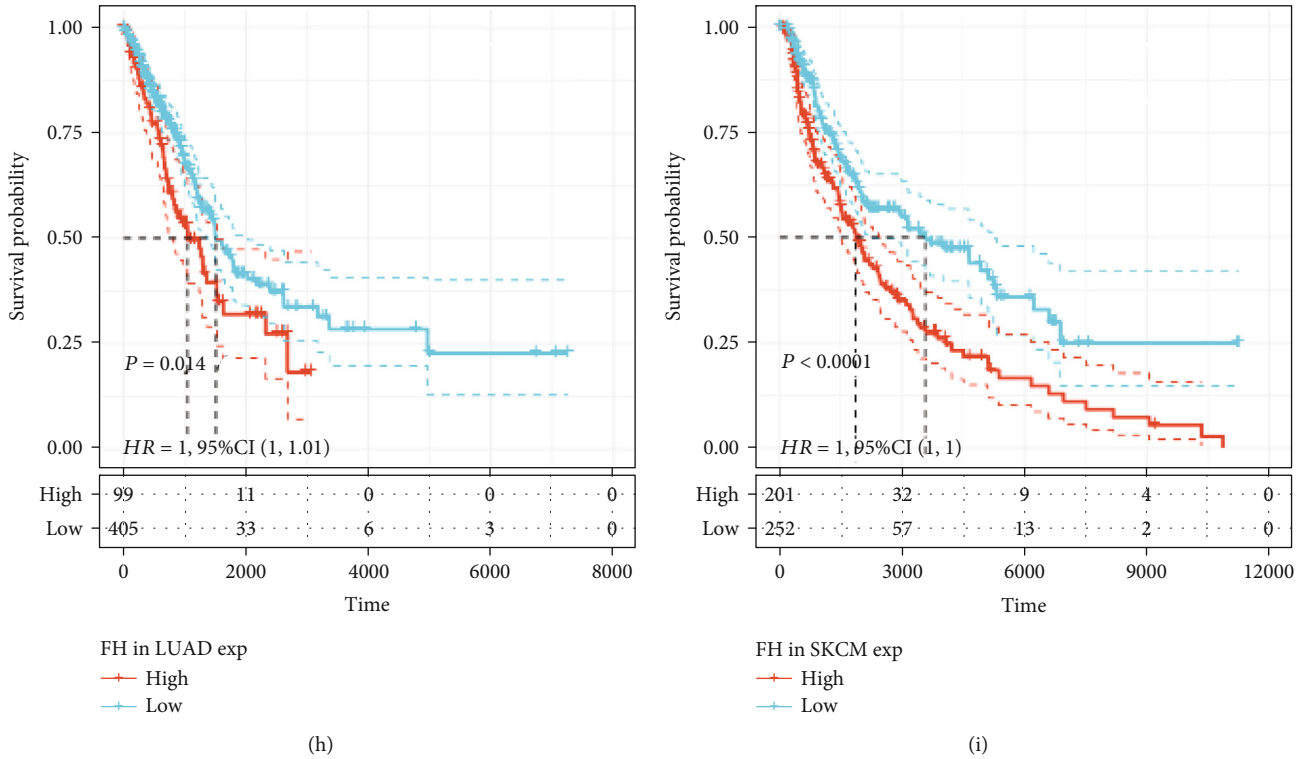 1.00
0.75
0.50
0.25
0.00
Survival probability
P = 0.014
HR = 1, 95%CI (1, 1.01)
High 99 11 0 0 0
Low 405 33 6 3 0
0 2000 4000 6000 8000
Time
FH in LUAD exp
High
Low
(h)
1.00
0.75
0.50
0.25
0.00
Survival probability
P < 0.0001
HR = 1, 95%CI (1, 1)
High 201 32 9 4 0
Low 252 57 13 2 0
0 3000 6000 9000 12000
Time
FH in SKCM exp
High
Low
(i)